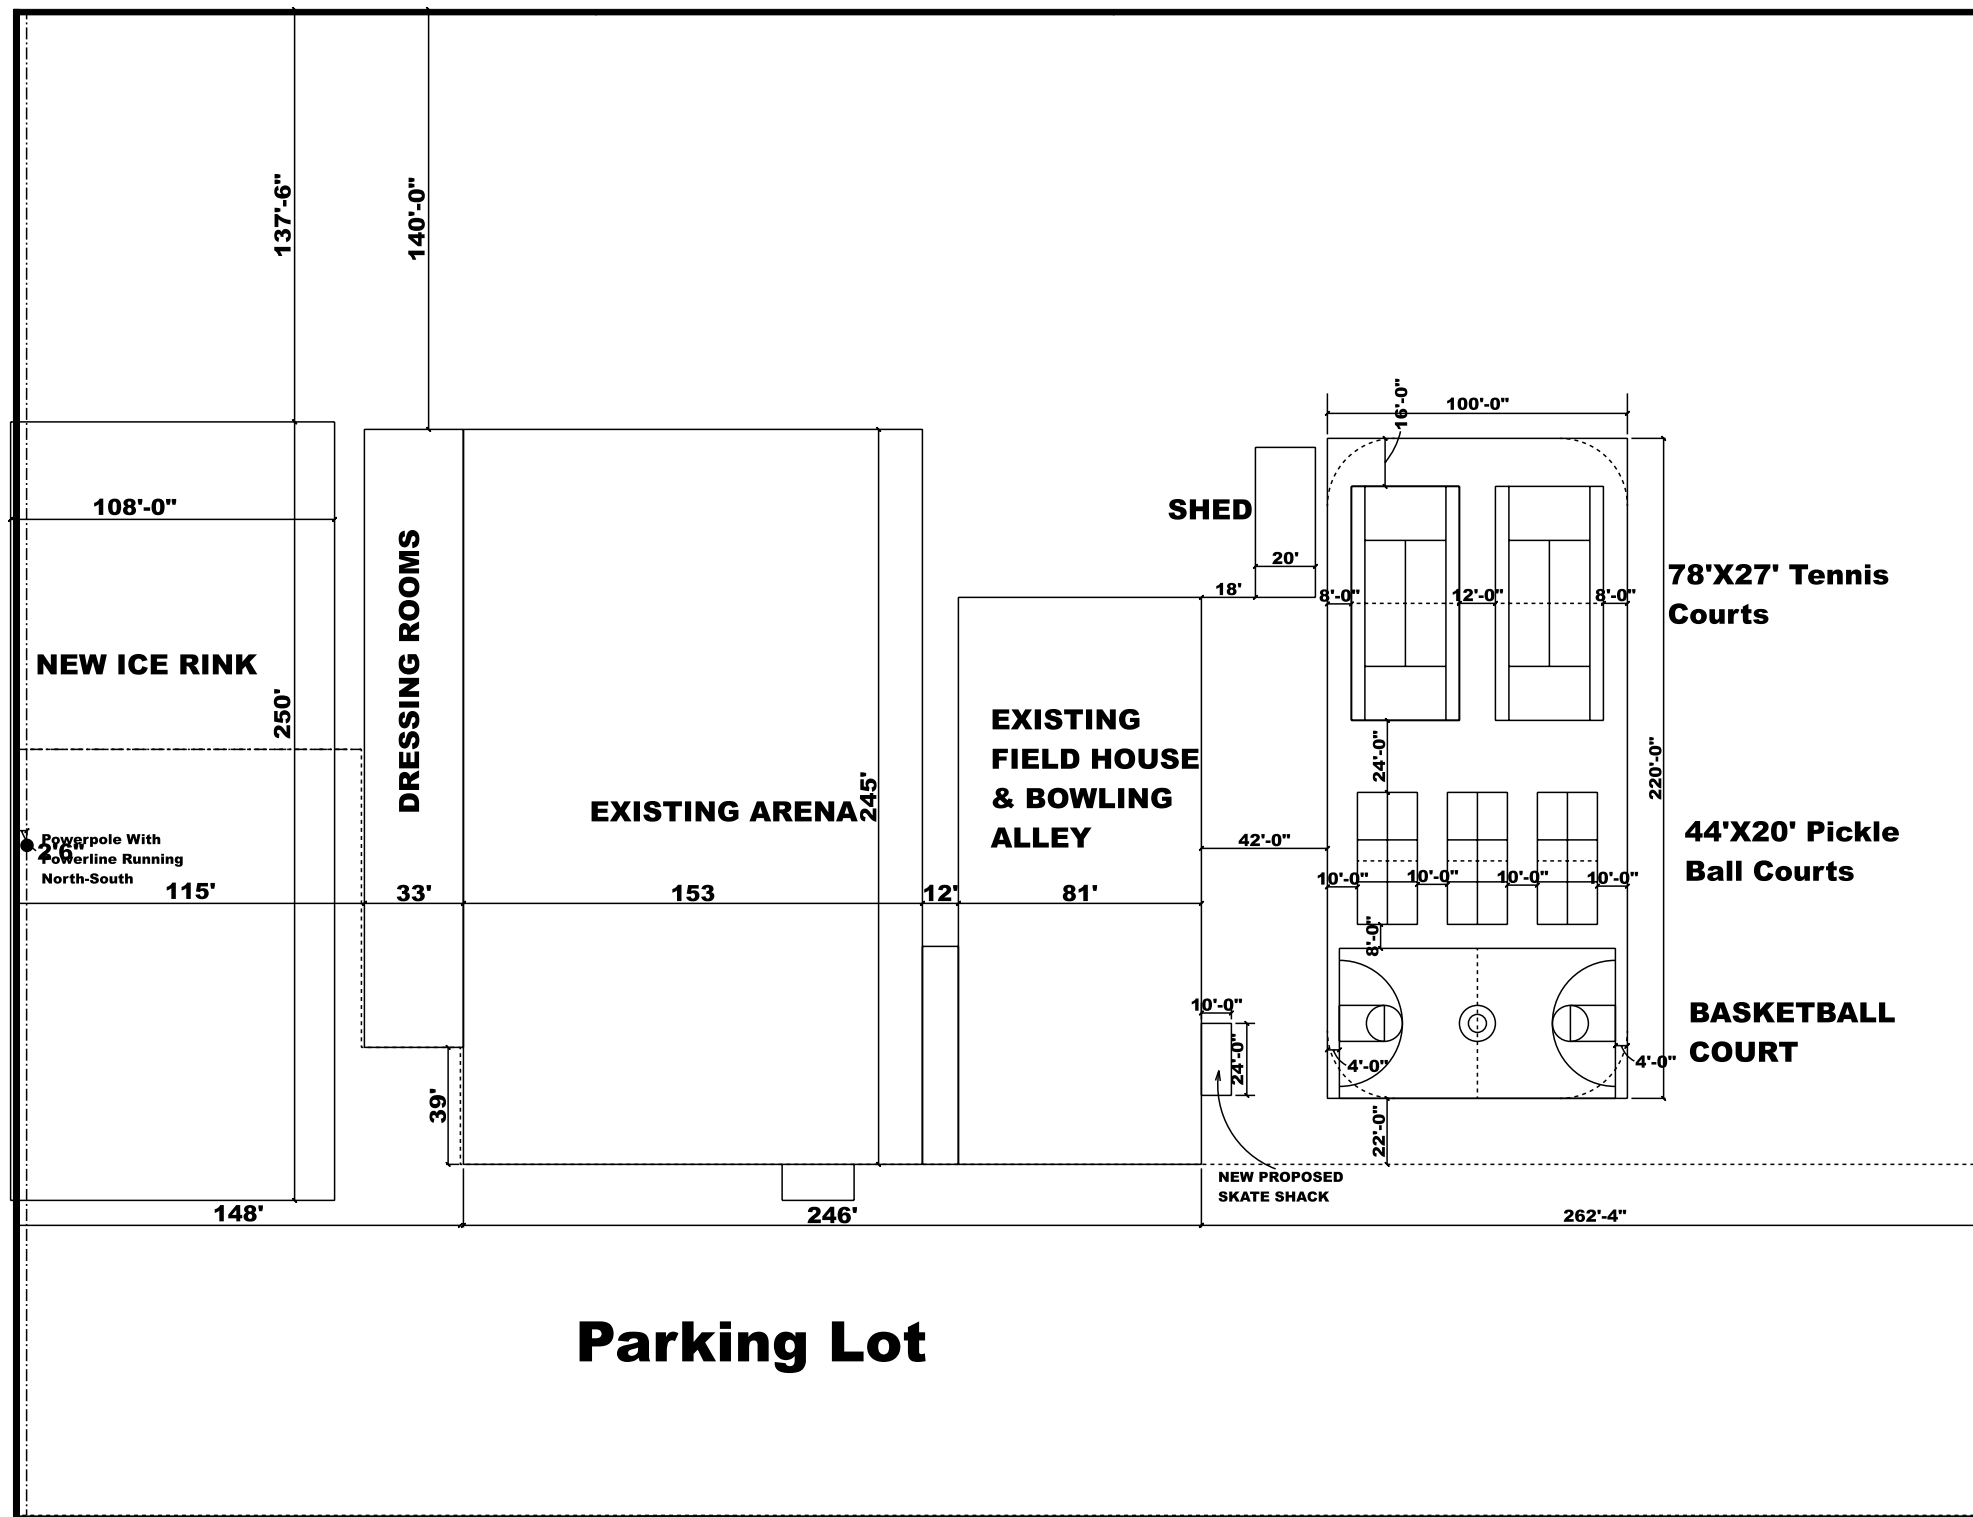 137'-6"
140'-0"
16'-0"
100'-0"
108'-0"
SHED
20'
18'
8'-0"
12'-0"
8'-0"
78'X27' Tennis
Courts
DRESSING ROOMS
NEW ICE RINK
250'
EXISTING ARENA
245'
EXISTING
FIELD HOUSE
& BOWLING
ALLEY
24'-0"
220'-0"
42'-0"
44'X20' Pickle
Ball Courts
Powerpole With
Powerline Running
North-South
2'6"
115'
33'
153
12'
81'
10'-0"
10'-0"
10'-0"
10'-0"
8'-0"
10'-0"
24'-0"
BASKETBALL
COURT
4'-0"
4'-0"
39'
22'-0"
NEW PROPOSED
SKATE SHACK
148'
246'
262'-4"
Parking Lot